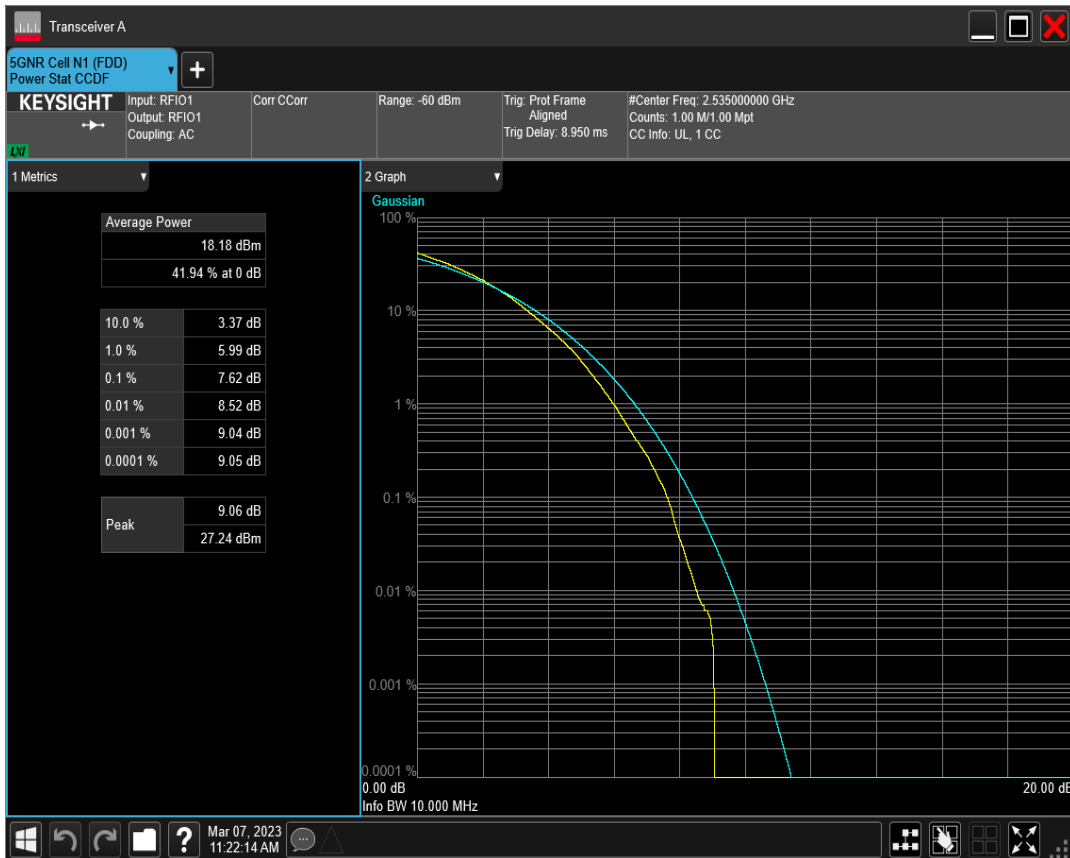 Transceiver A
5GNR Cell N1 (FDD)
Power Stat CCDF
+
KEYSIGHT
LXI
Input: RFIO1
Output: RFIO1
Coupling: AC
Corr CCorr
Range: -60 dBm
Trig: Prot Frame
Aligned
Trig Delay: 8.950 ms
#Center Freq: 2.535000000 GHz
Counts: 1.00 M/1.00 Mpt
CC Info: UL, 1 CC
1 Metrics
Average Power
18.18 dBm
41.94 % at 0 dB
10.0 % 3.37 dB
1.0 % 5.99 dB
0.1 % 7.62 dB
0.01 % 8.52 dB
0.001 % 9.04 dB
0.0001 % 9.05 dB
Peak 9.06 dB
27.24 dBm
2 Graph
Gaussian
100 %
10 %
1 %
0.1 %
0.01 %
0.001 %
0.0001 %
0.00 dB 20.00 dB
Info BW 10.000 MHz
? Mar 07, 2023
11:22:14 AM